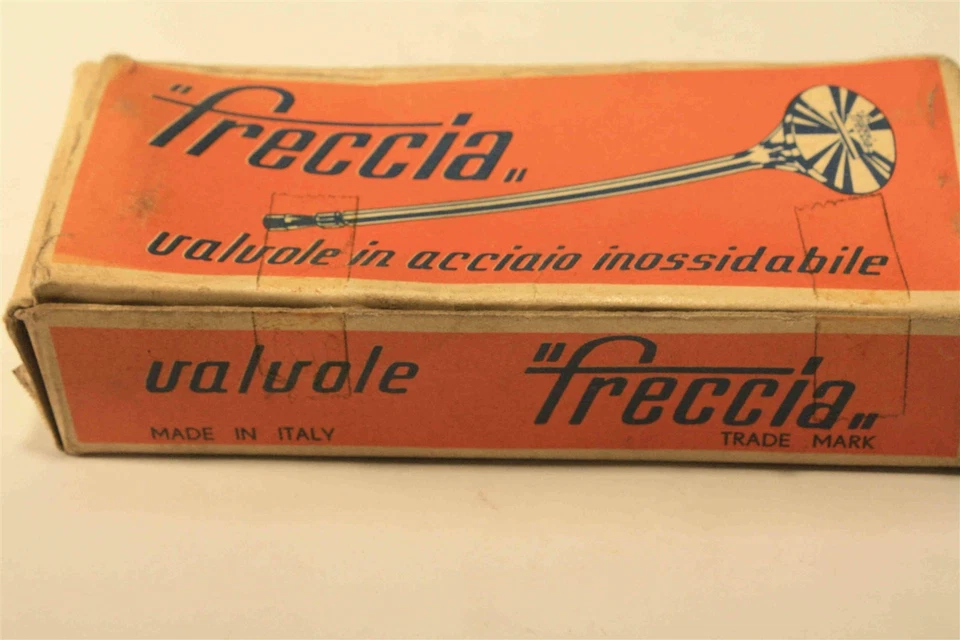 "freccia"
valvole in acciaio inossidabile
valvole "freccia"
MADE IN ITALY TRADE MARK